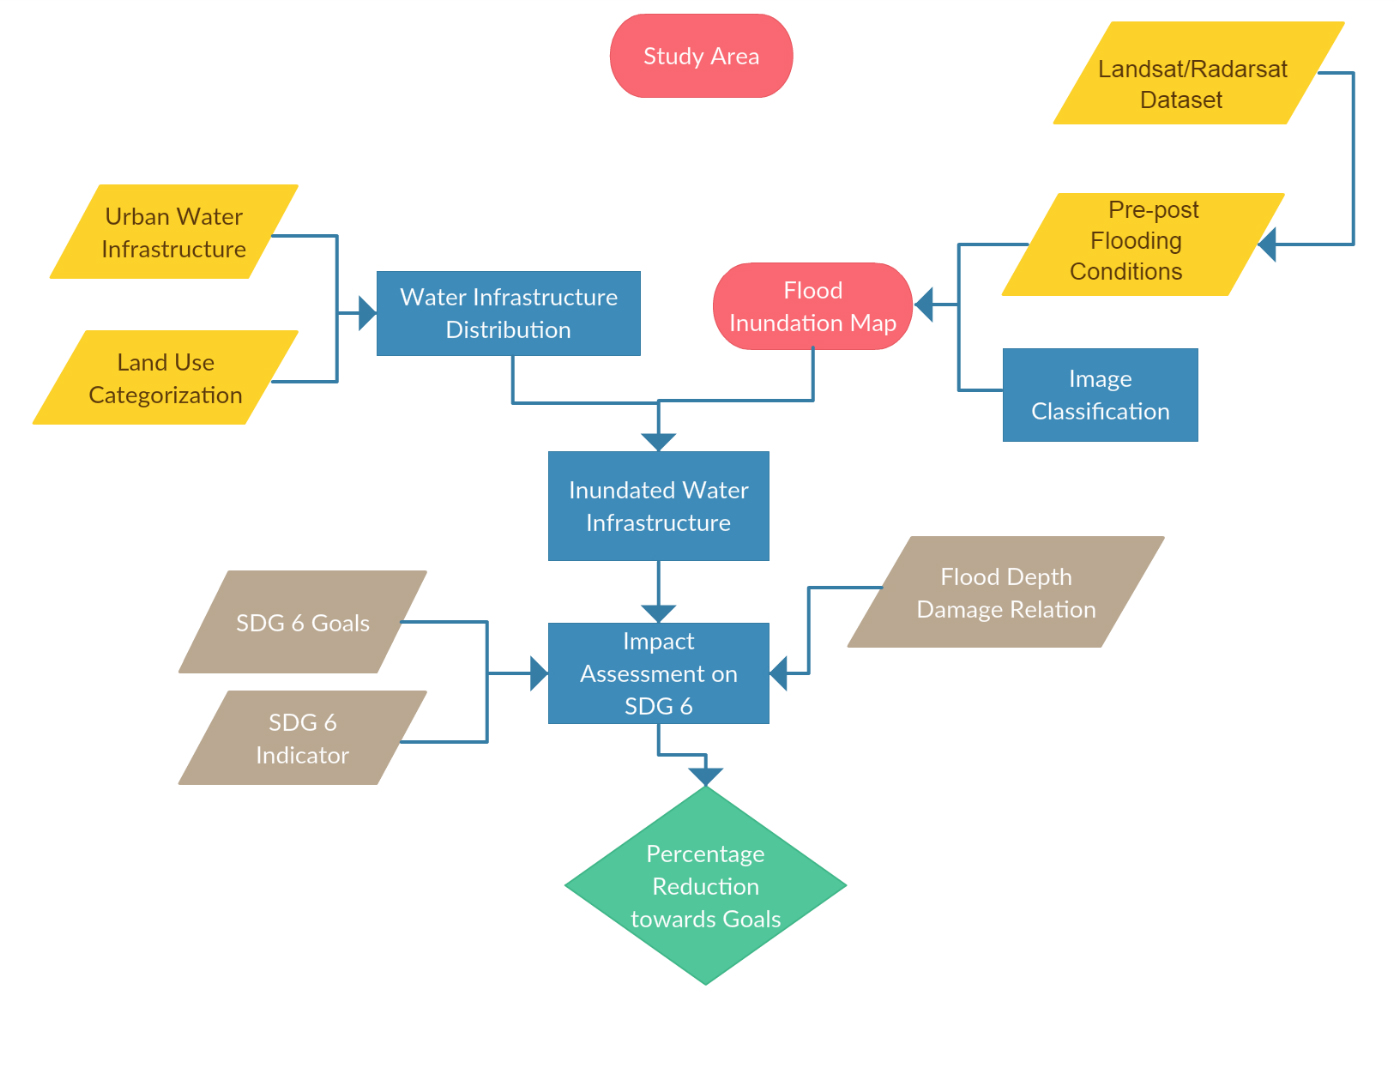 Study Area
Landsat/Radarsat
Dataset
Urban Water
Infrastructure
Pre-post
Flooding
Conditions
Water Infrastructure
Distribution
Flood
Inundation Map
Land Use
Categorization
Image
Classification
Inundated Water
Infrastructure
Flood Depth
Damage Relation
SDG 6 Goals
Impact
Assessment on
SDG 6
SDG 6
Indicator
Percentage
Reduction
towards Goals